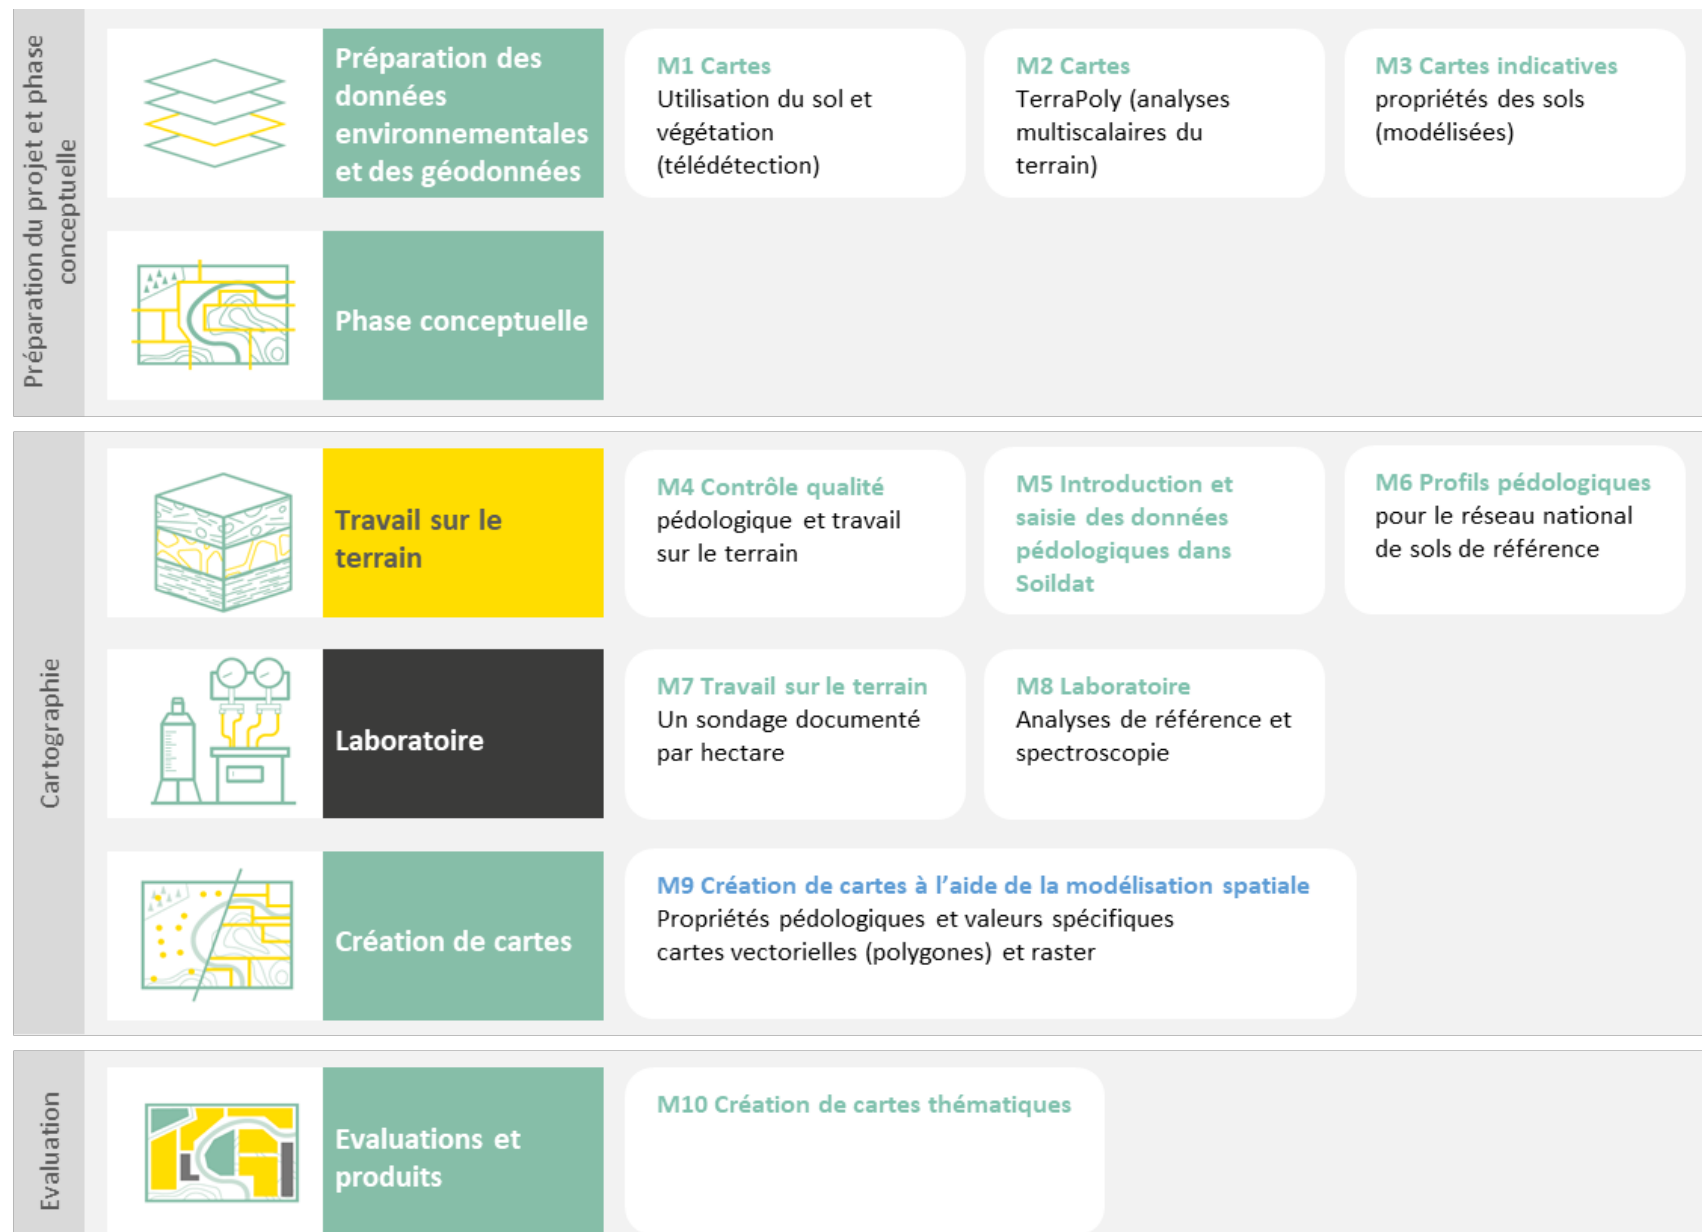 Préparation du projet et phase
conceptuelle
Préparation des
données
environnementales
et des géodonnées
M1 Cartes
Utilisation du sol et
végétation
(télédétection)
M2 Cartes
TerraPoly (analyses
multiscalaires du
terrain)
M3 Cartes indicatives
propriétés des sols
(modélisées)
Phase conceptuelle
Cartographie
Travail sur le
terrain
M4 Contrôle qualité
pédologique et travail
sur le terrain
M5 Introduction et
saisie des données
pédologiques dans
Soildat
M6 Profils pédologiques
pour le réseau national
de sols de référence
Laboratoire
M7 Travail sur le terrain
Un sondage documenté
par hectare
M8 Laboratoire
Analyses de référence et
spectroscopie
Création de cartes
M9 Création de cartes à l’aide de la modélisation spatiale
Propriétés pédologiques et valeurs spécifiques
cartes vectorielles (polygones) et raster
Evaluation
Evaluations et
produits
M10 Création de cartes thématiques